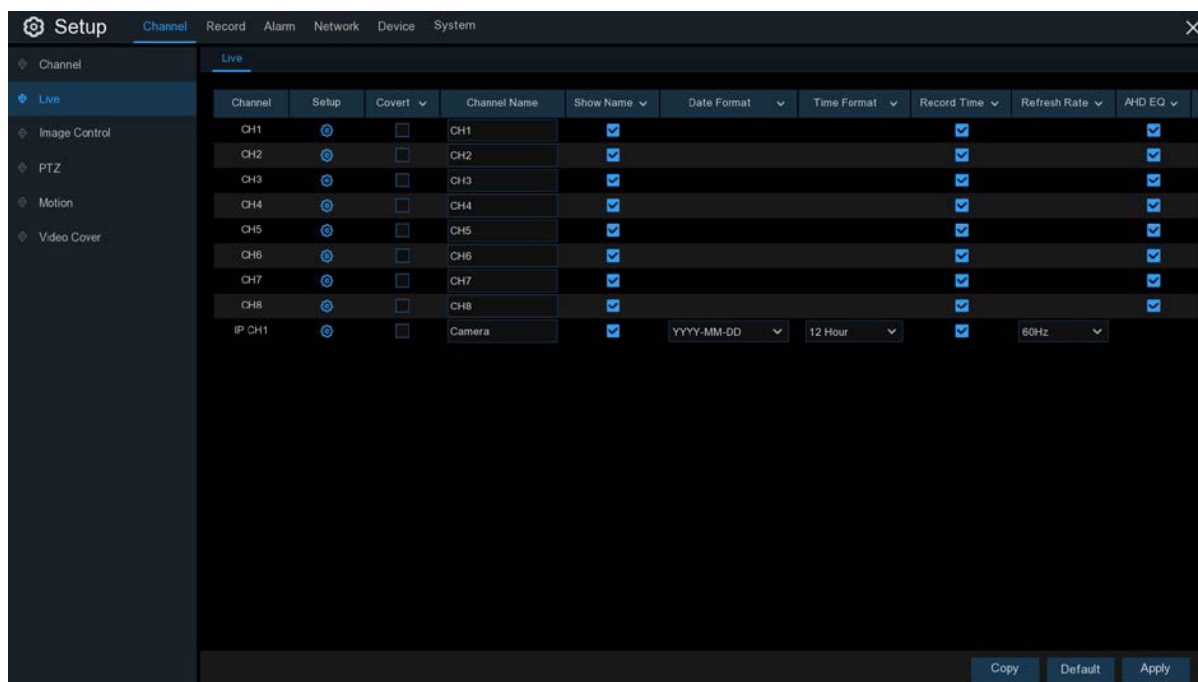 Setup Channel Record Alarm Network Device System
Channel
Live
Image Control
PTZ
Motion
Video Cover
Live
Channel Setup Covert Channel Name Show Name Date Format Time Format Record Time Refresh Rate AHD EQ
CH1 CH1
CH2 CH2
CH3 CH3
CH4 CH4
CH5 CH5
CH6 CH6
CH7 CH7
CH8 CH8
IP CH1 Camera YYYY-MM-DD 12 Hour 60Hz
Copy Default Apply